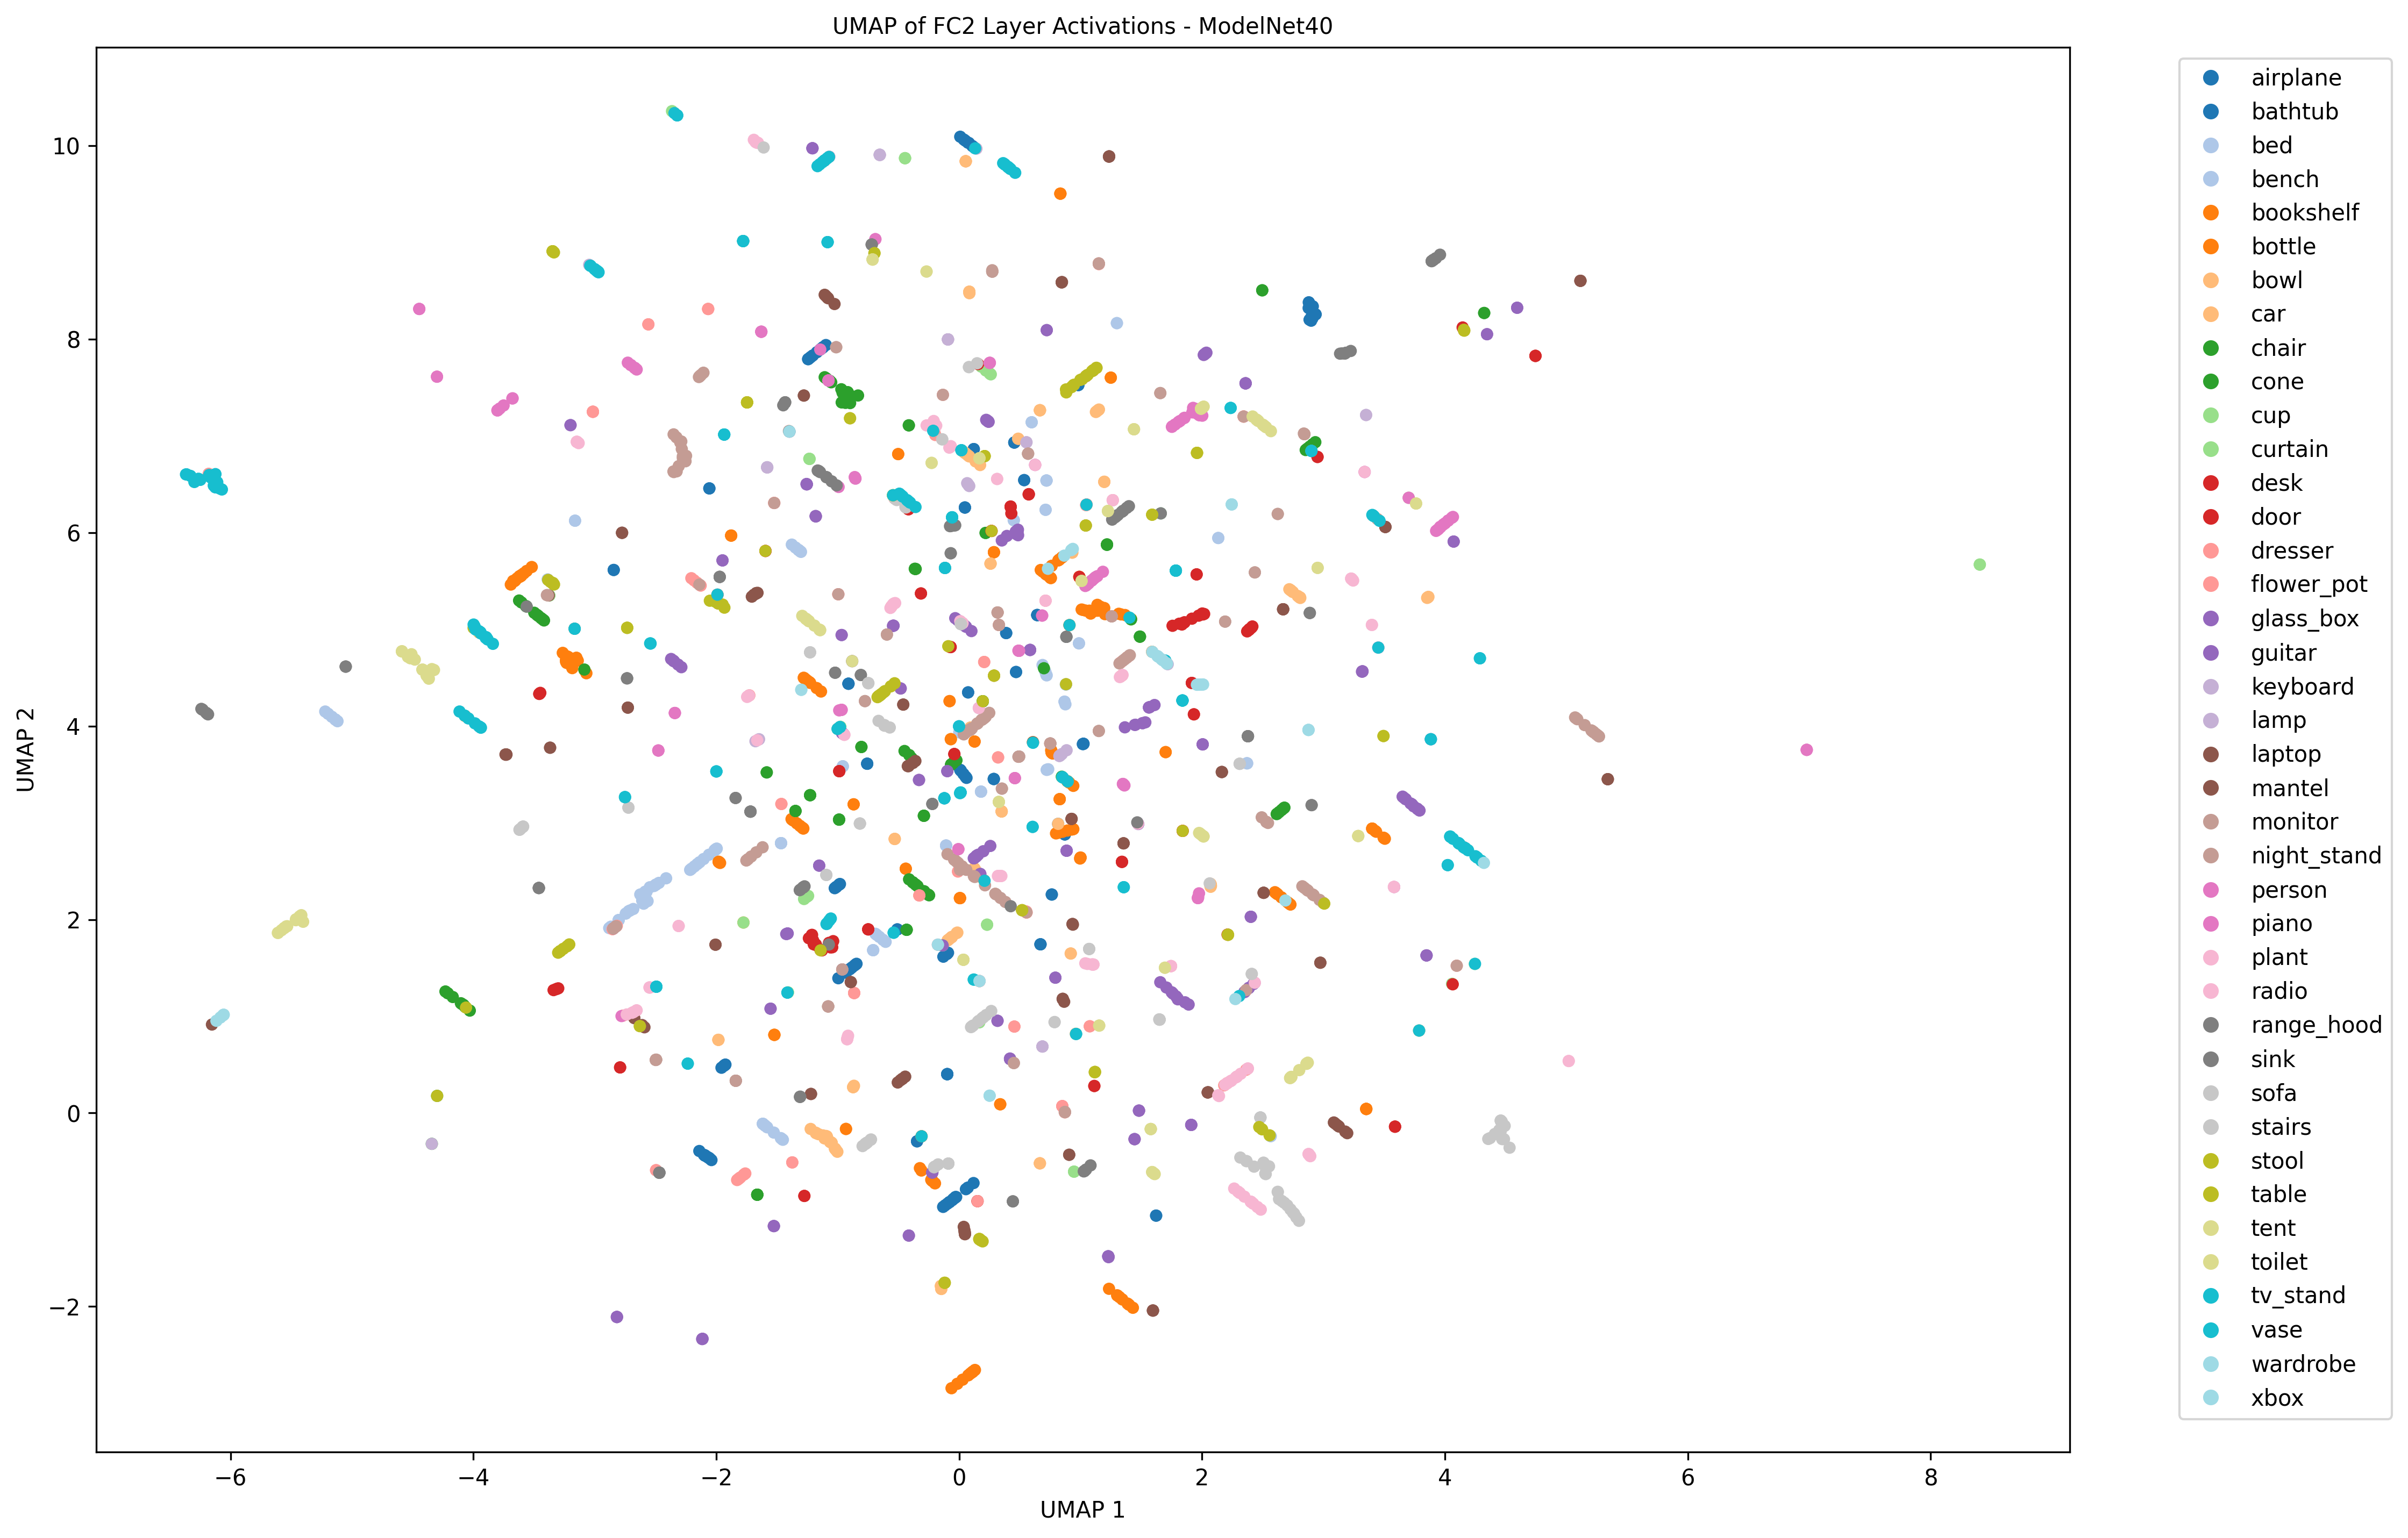 UMAP of FC2 Layer Activations - ModelNet40
10
8
6
4
2
0
−2
UMAP 2
−6
−4
−2
0
2
4
6
8
UMAP 1
airplane
bathtub
bed
bench
bookshelf
bottle
bowl
car
chair
cone
cup
curtain
desk
door
dresser
flower_pot
glass_box
guitar
keyboard
lamp
laptop
mantel
monitor
night_stand
person
piano
plant
radio
range_hood
sink
sofa
stairs
stool
table
tent
toilet
tv_stand
vase
wardrobe
xbox